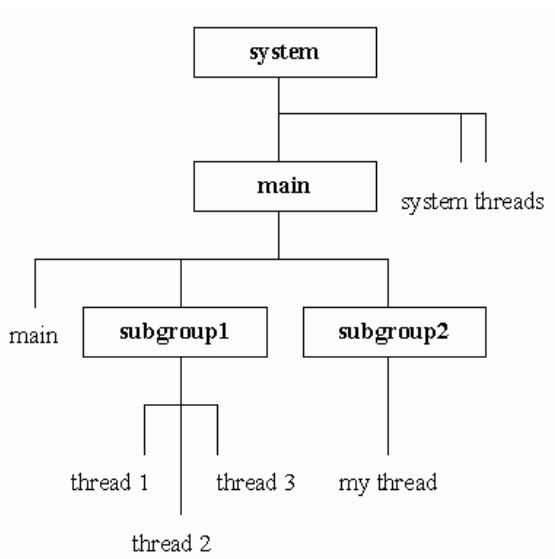 system
main
system threads
main
subgroup1
subgroup2
thread 1
thread 3
my thread
thread 2